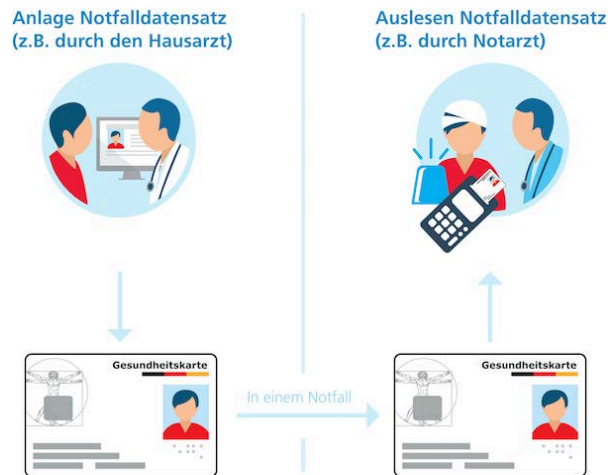 Anlage Notfalldatensatz
(z.B. durch den Hausarzt)
Auslesen Notfalldatensatz
(z.B. durch Notarzt)
Gesundheitskarte
In einem Notfall
Gesundheitskarte